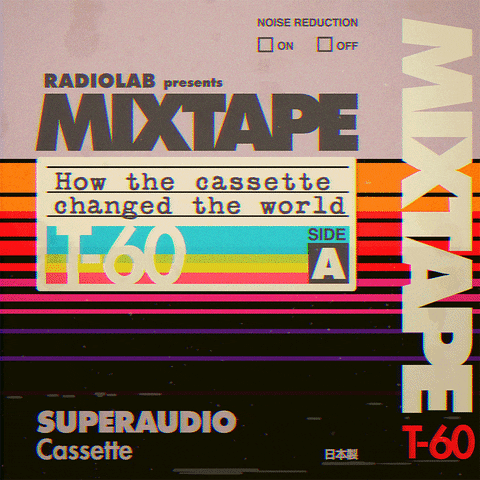 NOISE REDUCTION
ON OFF
RADIOLAB presents
MIXTAPE
How the cassette
changed the world
T-60
SIDE
A
MIXTAPE
T-60
SUPERAUDIO
Cassette
日本製